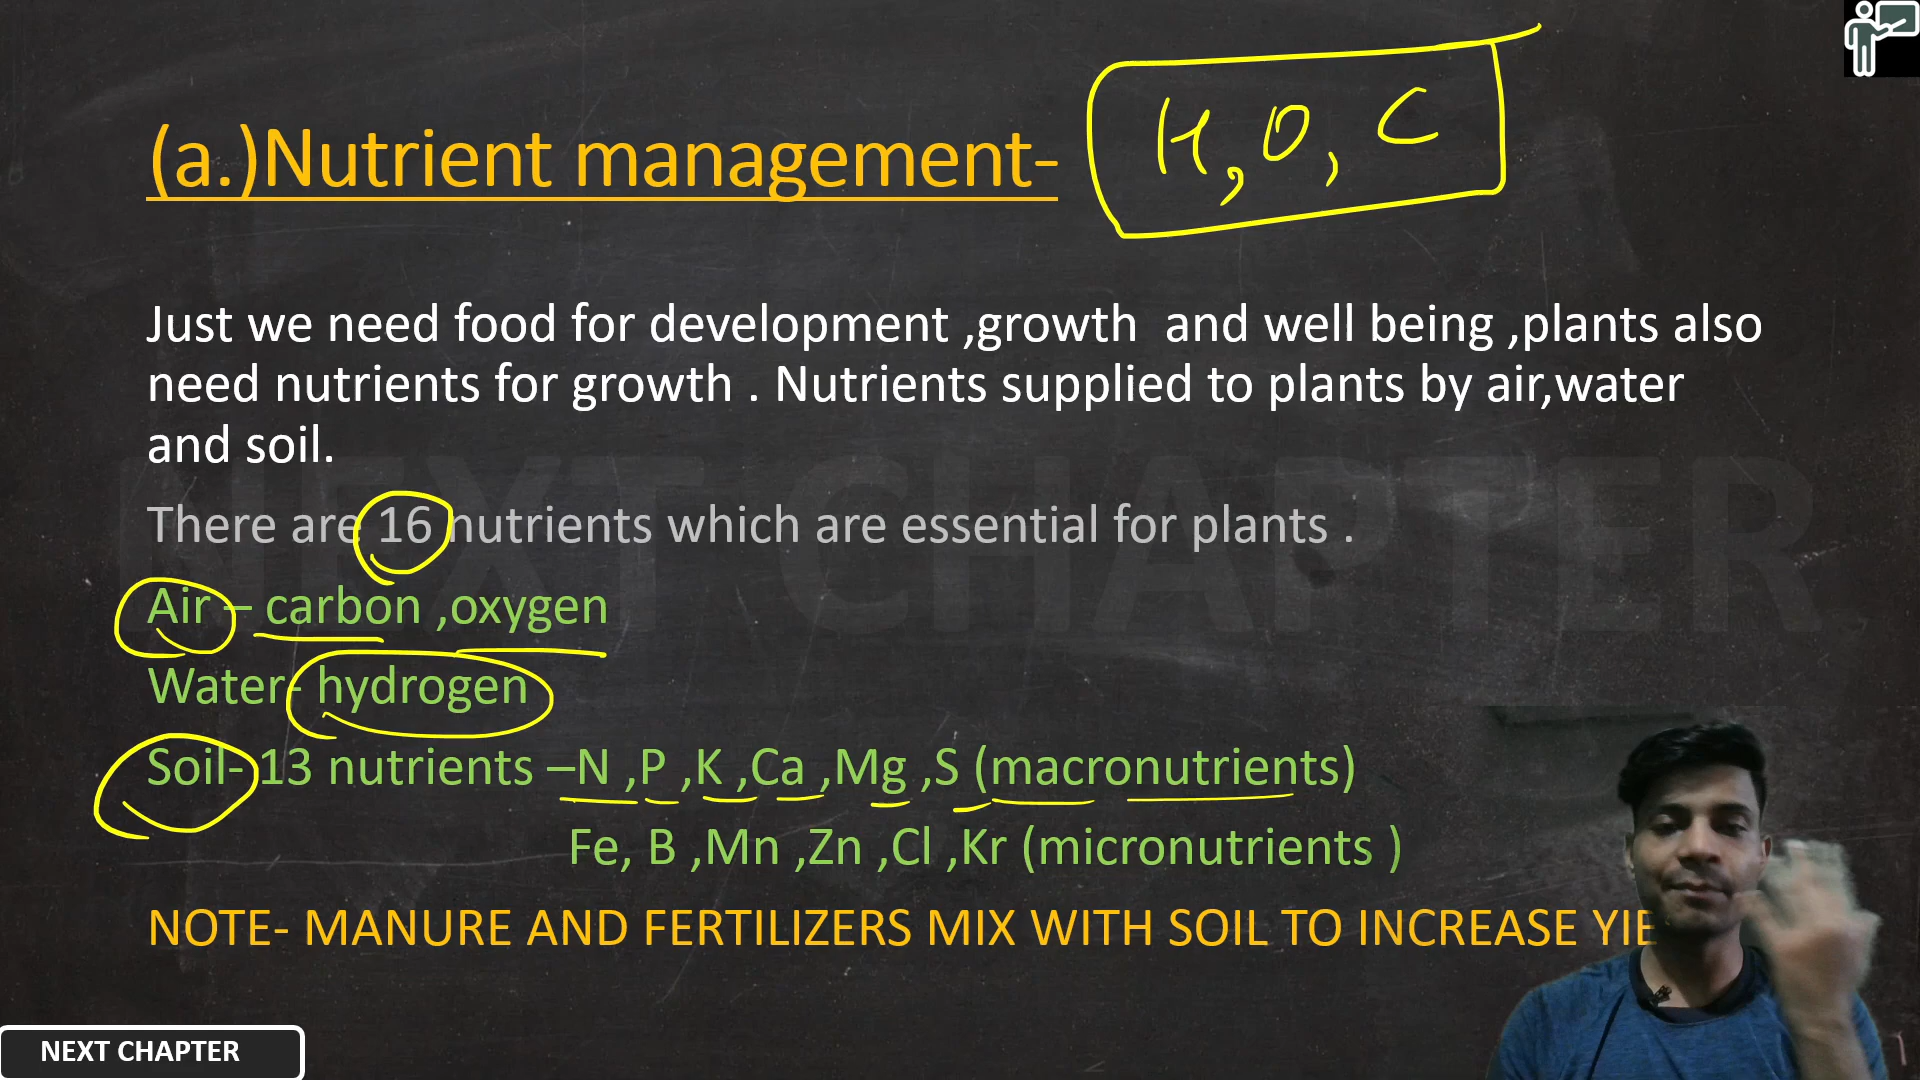 (a.)Nutrient management-
H, O, C
Just we need food for development ,growth and well being ,plants also
need nutrients for growth . Nutrients supplied to plants by air,water
and soil.
There are 16 nutrients which are essential for plants .
Air – carbon ,oxygen
Water- hydrogen
Soil- 13 nutrients –N ,P ,K ,Ca ,Mg ,S (macronutrients)
Fe, B ,Mn ,Zn ,Cl ,Kr (micronutrients )
NOTE- MANURE AND FERTILIZERS MIX WITH SOIL TO INCREASE YIE
NEXT CHAPTER
NEXT CHAPTER